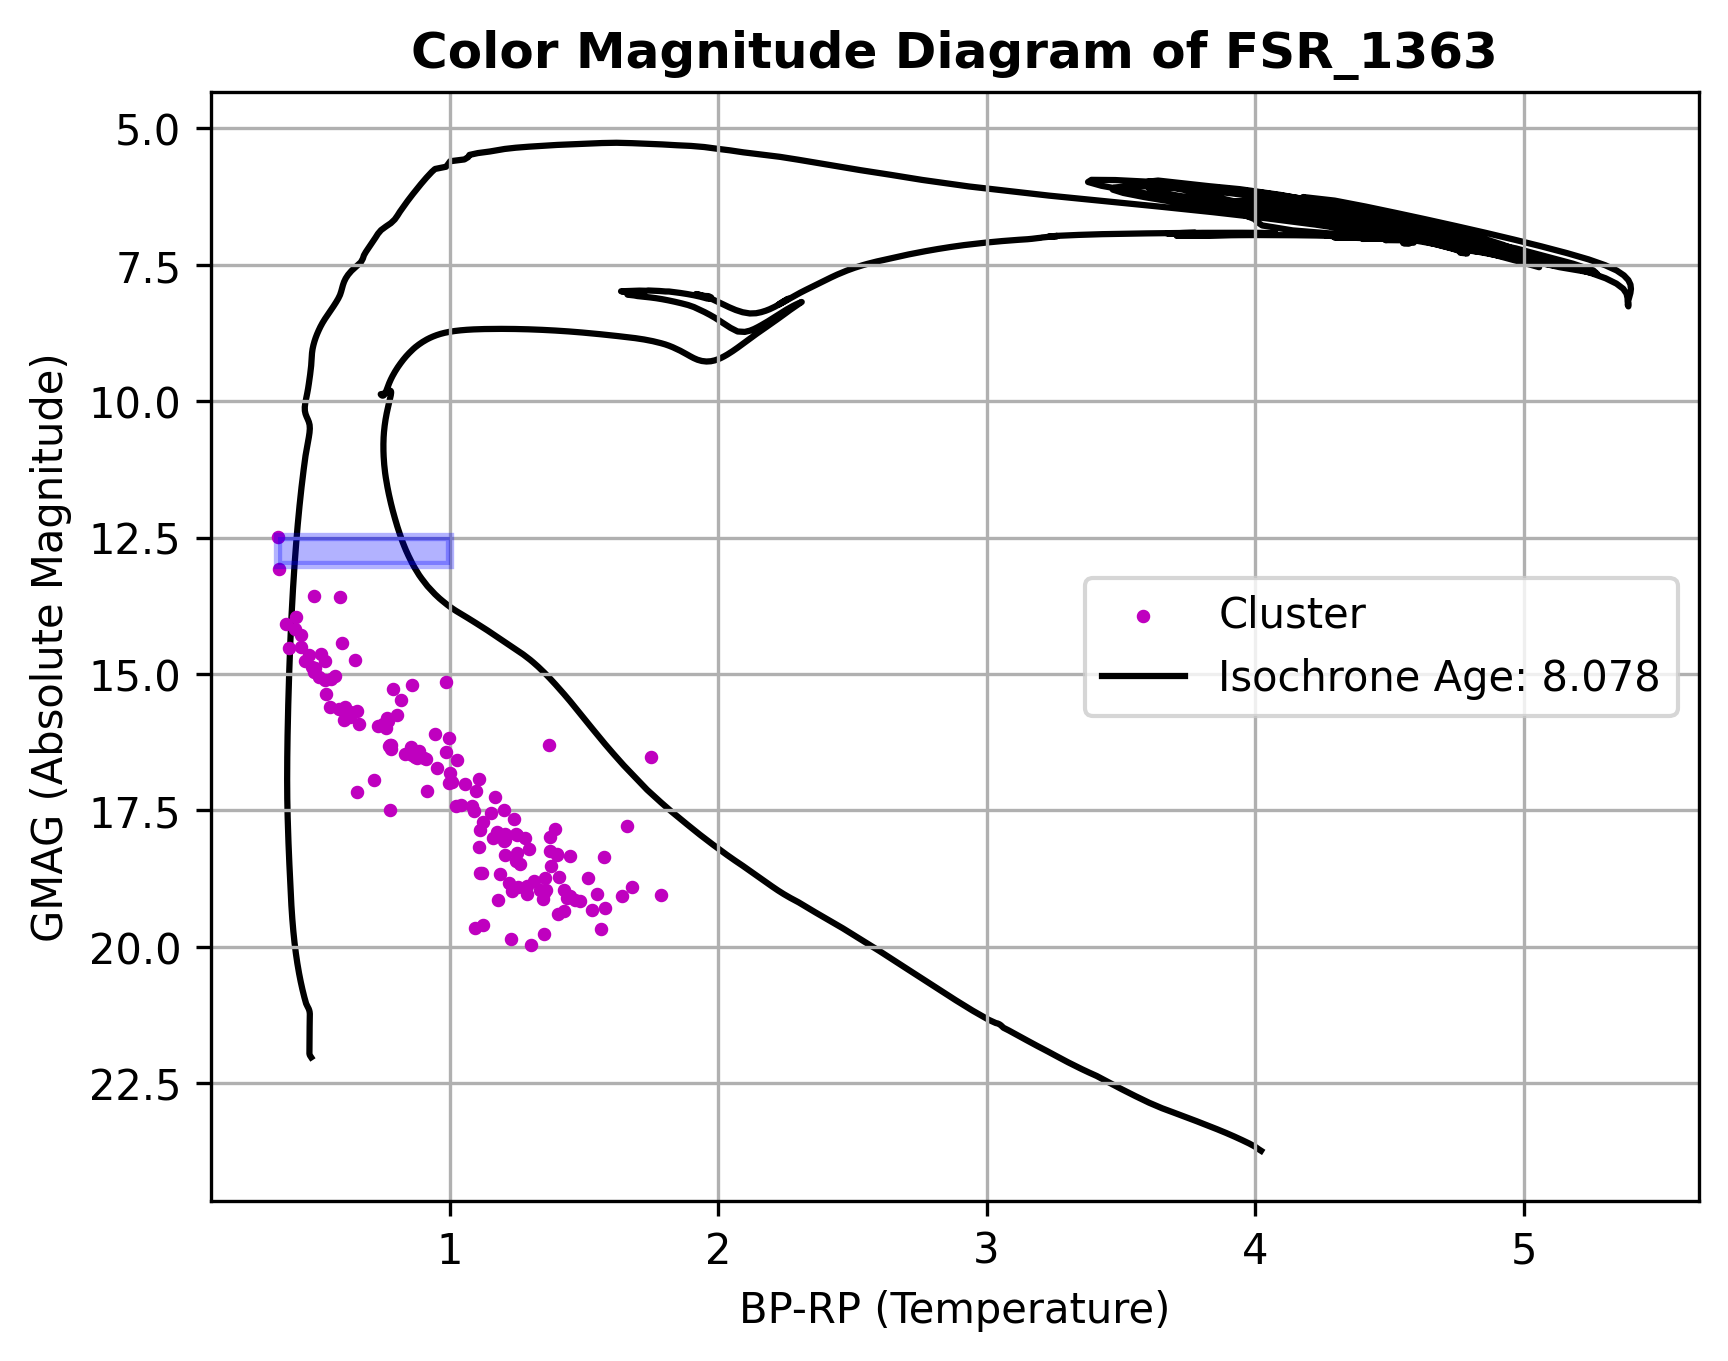 Color Magnitude Diagram of FSR_1363
GMAG (Absolute Magnitude)
5.0
7.5
10.0
12.5
15.0
17.5
20.0
22.5
Cluster
Isochrone Age: 8.078
1 2 3 4 5
BP-RP (Temperature)